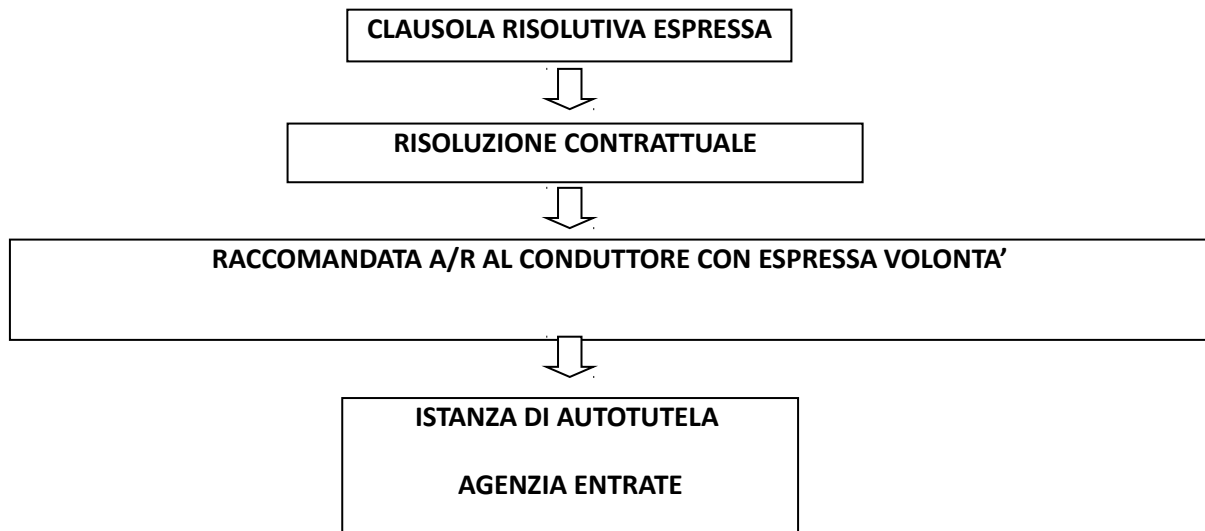 CLAUSOLA RISOLUTIVA ESPRESSA
RISOLUZIONE CONTRATTUALE
RACCOMANDATA A/R AL CONDUTTORE CON ESPRESSA VOLONTA’
ISTANZA DI AUTOTUTELA
AGENZIA ENTRATE